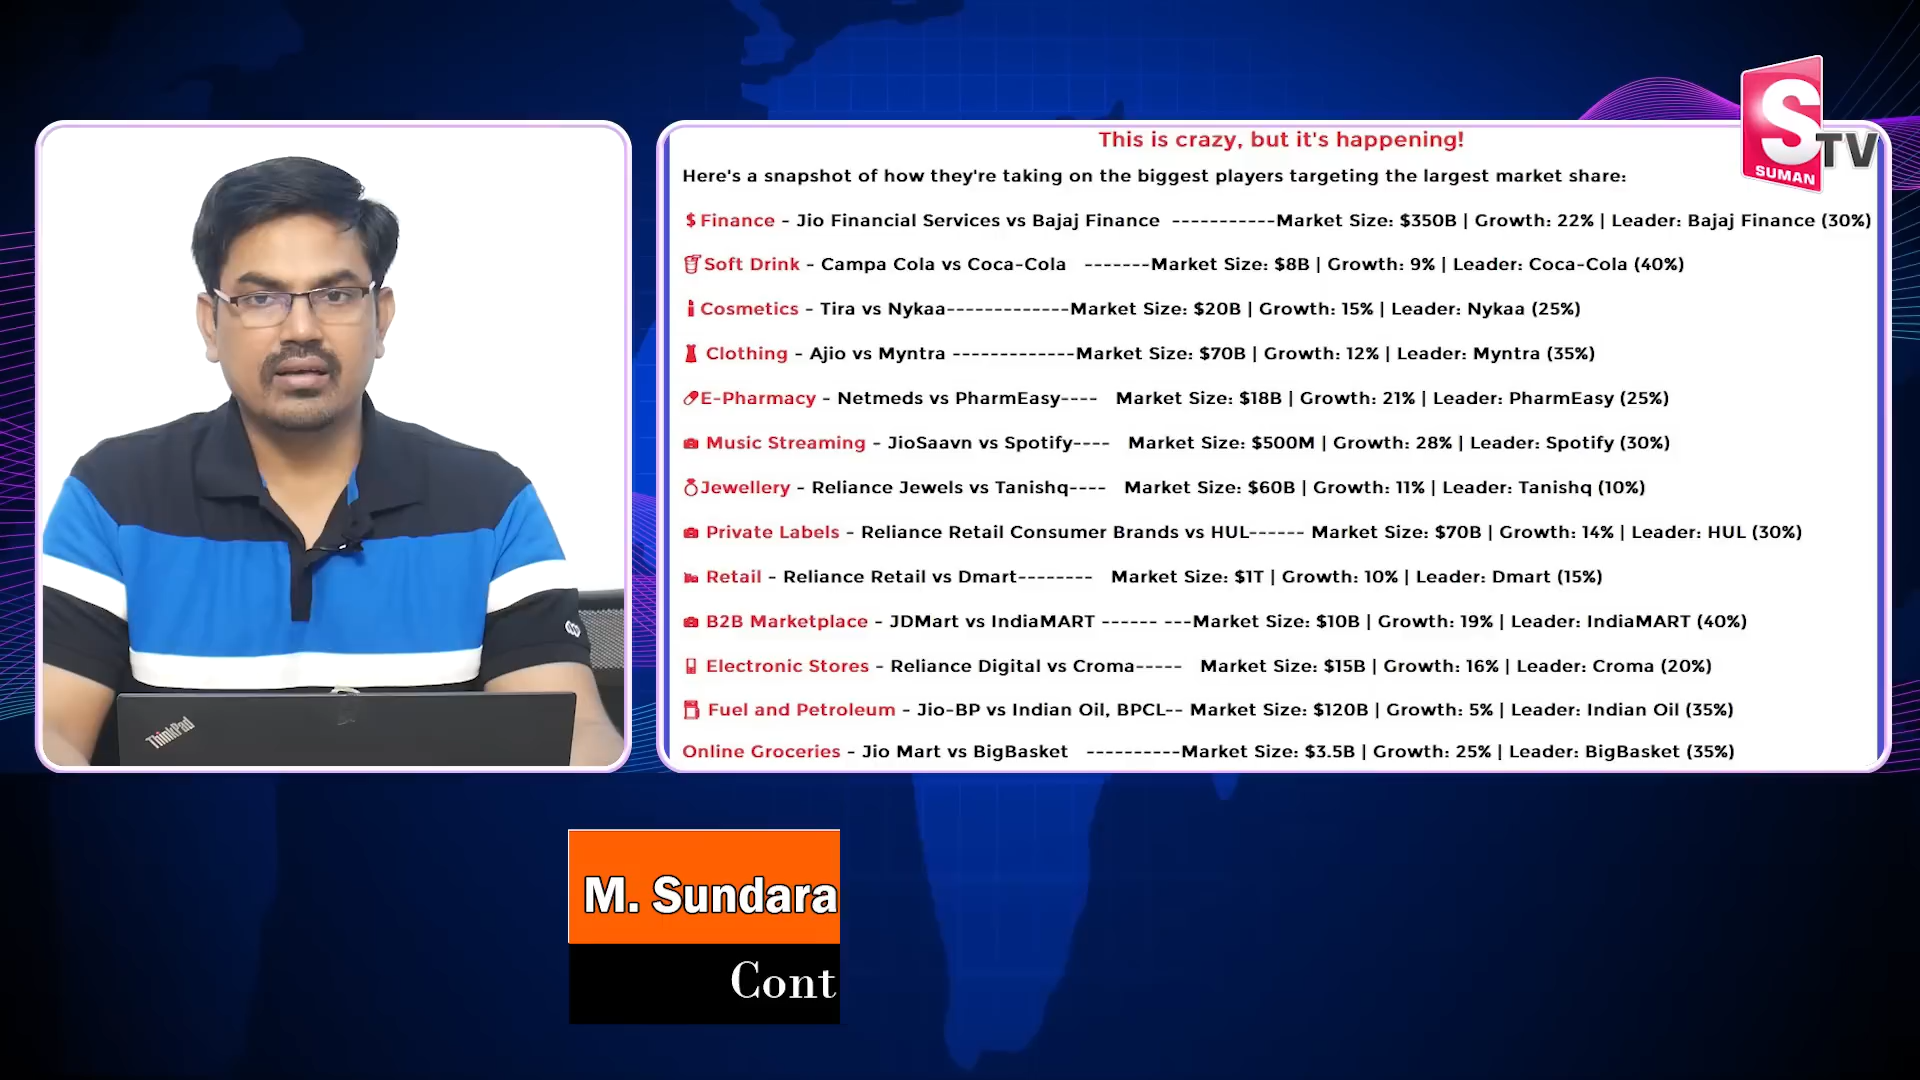 This is crazy, but it's happening!
S
TV
SUMAN
Here's a snapshot of how they're taking on the biggest players targeting the largest market share:
$ Finance - Jio Financial Services vs Bajaj Finance -----------Market Size: $350B | Growth: 22% | Leader: Bajaj Finance (30%)
Soft Drink - Campa Cola vs Coca-Cola -------Market Size: $8B | Growth: 9% | Leader: Coca-Cola (40%)
Cosmetics - Tira vs Nykaa-------------Market Size: $20B | Growth: 15% | Leader: Nykaa (25%)
Clothing - Ajio vs Myntra -------------Market Size: $70B | Growth: 12% | Leader: Myntra (35%)
E-Pharmacy - Netmeds vs PharmEasy---- Market Size: $18B | Growth: 21% | Leader: PharmEasy (25%)
Music Streaming - JioSaavn vs Spotify---- Market Size: $500M | Growth: 28% | Leader: Spotify (30%)
Jewellery - Reliance Jewels vs Tanishq---- Market Size: $60B | Growth: 11% | Leader: Tanishq (10%)
Private Labels - Reliance Retail Consumer Brands vs HUL------ Market Size: $70B | Growth: 14% | Leader: HUL (30%)
Retail - Reliance Retail vs Dmart-------- Market Size: $1T | Growth: 10% | Leader: Dmart (15%)
B2B Marketplace - JDMart vs IndiaMART ------ ---Market Size: $10B | Growth: 19% | Leader: IndiaMART (40%)
Electronic Stores - Reliance Digital vs Croma----- Market Size: $15B | Growth: 16% | Leader: Croma (20%)
Fuel and Petroleum - Jio-BP vs Indian Oil, BPCL-- Market Size: $120B | Growth: 5% | Leader: Indian Oil (35%)
Online Groceries - Jio Mart vs BigBasket ----------Market Size: $3.5B | Growth: 25% | Leader: BigBasket (35%)
ThinkPad
M. Sundara
Cont